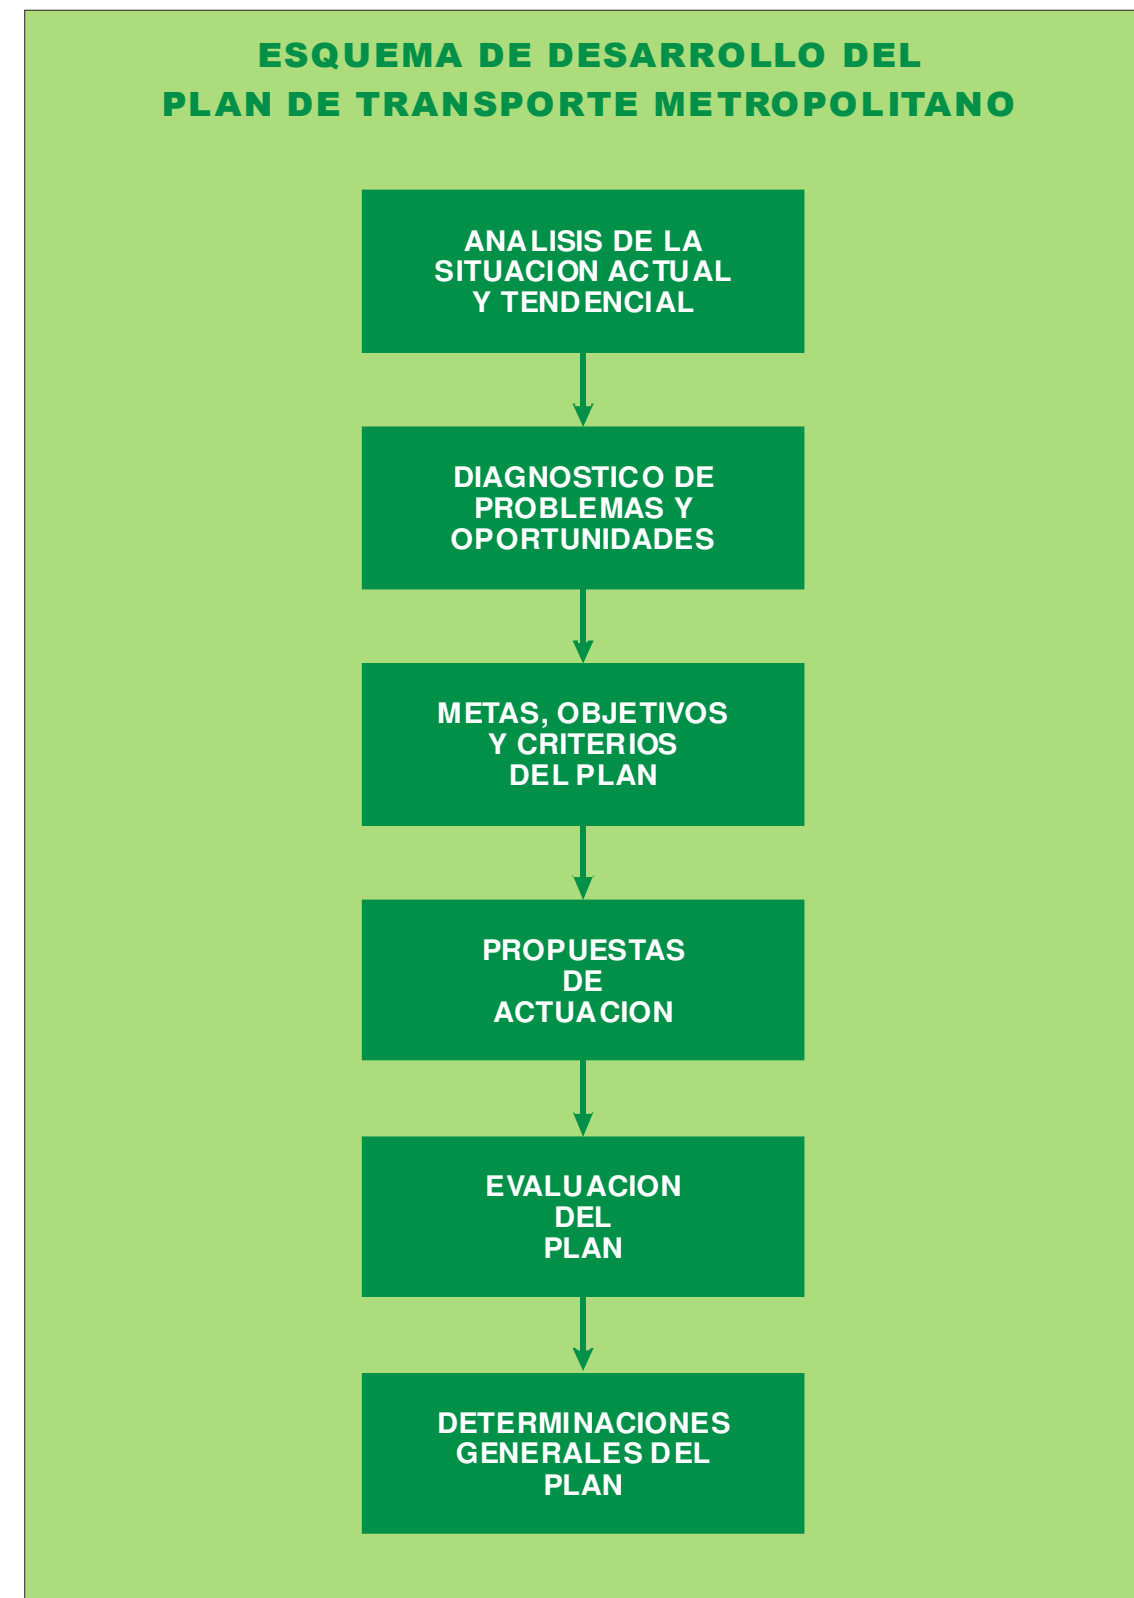 ESQUEMA DE DESARROLLO DEL
PLAN DE TRANSPORTE METROPOLITANO
ANALISIS DE LA
SITUACION ACTUAL
Y TENDENCIAL
DIAGNOSTICO DE
PROBLEMAS Y
OPORTUNIDADES
METAS, OBJETIVOS
Y CRITERIOS
DEL PLAN
PROPUESTAS
DE
ACTUACION
EVALUACION
DEL
PLAN
DETERMINACIONES
GENERALES DEL
PLAN